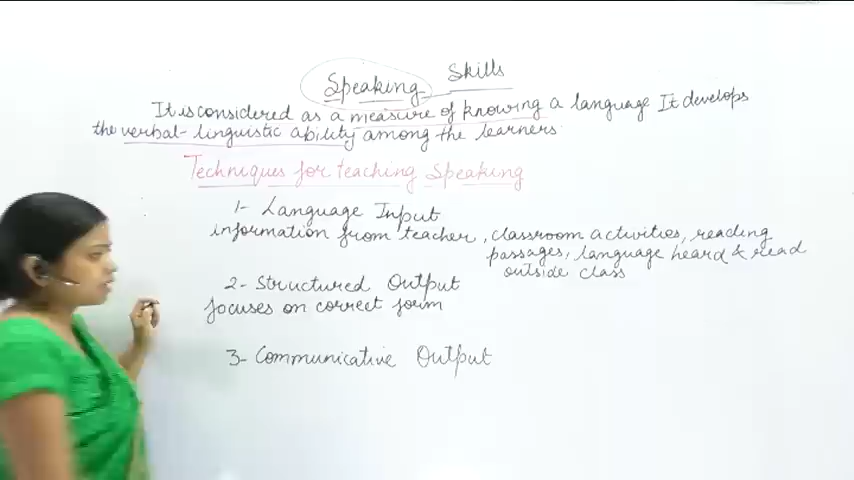 Speaking Skills
It is considered as a measure of knowing a language It develops
the verbal-linguistic ability among the learners
Techniques for teaching Speaking
1- Language Input
information from teacher, classroom activities, reading
passages, language heard & read
outside class
2- Structured Output
focuses on correct form
3- Communicative Output